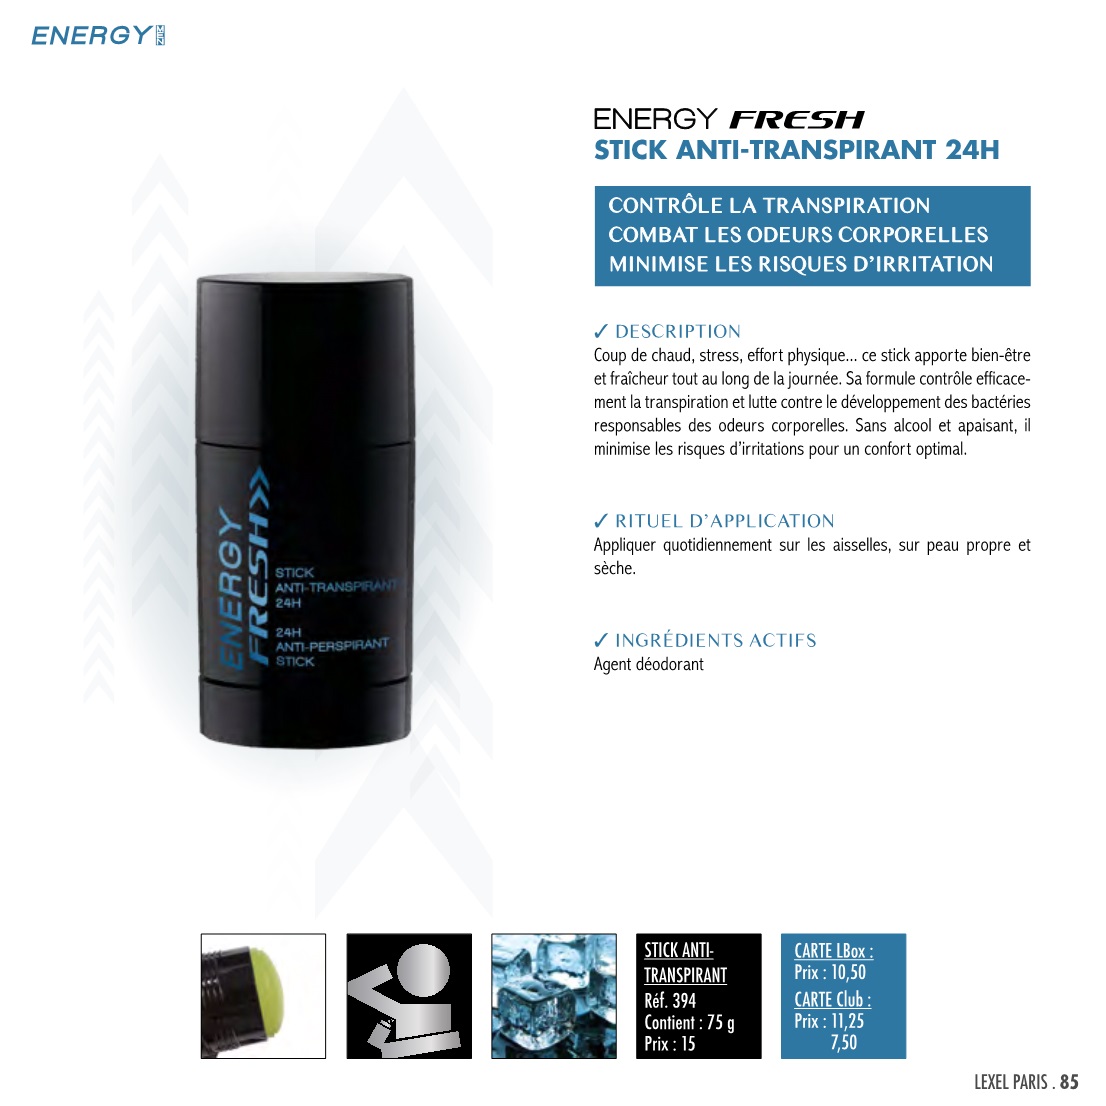 ENERGY MEN
ENERGY FRESH
STICK ANTI-TRANSPIRANT 24H
CONTRÔLE LA TRANSPIRATION
COMBAT LES ODEURS CORPORELLES
MINIMISE LES RISQUES D’IRRITATION
✓ DESCRIPTION
Coup de chaud, stress, effort physique... ce stick apporte bien-être
et fraîcheur tout au long de la journée. Sa formule contrôle efficace-
ment la transpiration et lutte contre le développement des bactéries
responsables des odeurs corporelles. Sans alcool et apaisant, il
minimise les risques d’irritations pour un confort optimal.
✓ RITUEL D’APPLICATION
Appliquer quotidiennement sur les aisselles, sur peau propre et
sèche.
✓ INGRÉDIENTS ACTIFS
Agent déodorant
ENERGY
FRESH»
STICK
ANTI-TRANSPIRANT
24H
24H
ANTI-PERSPIRANT
STICK
STICK ANTI-
TRANSPIRANT
Réf. 394
Contient : 75 g
Prix : 15
CARTE LBox :
Prix : 10,50
CARTE Club :
Prix : 11,25
7,50
LEXEL PARIS . 85